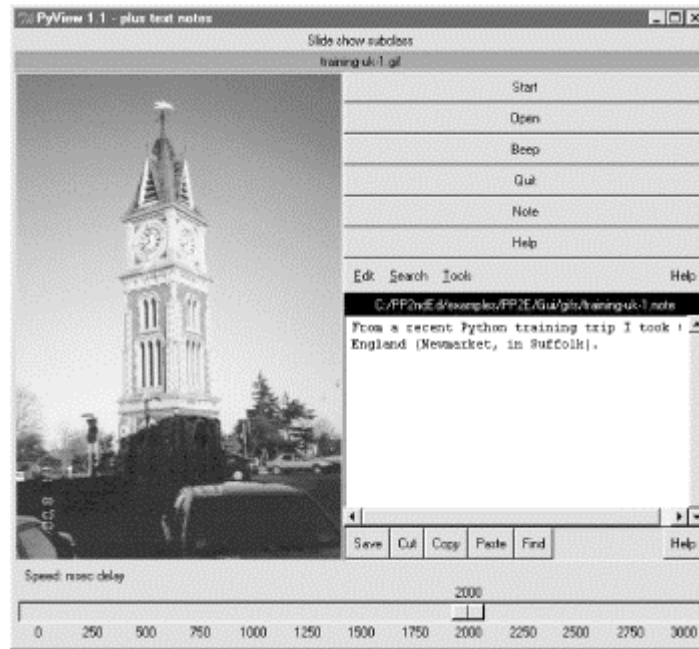 PyView 1.1 - plus text notes
Slide show subclass
training-uk-1.gif
Start
Open
Beep
Quit
Note
Help
Edit Search Tools Help
C:/PP2ndEd/examples/PP2E/Gui/gifs/training-uk-1.note
From a recent Python training trip I took
England (Newmarket, in Suffolk).
Save Cut Copy Paste Find Help
Speed: msec delay
2000
0 250 500 750 1000 1250 1500 1750 2000 2250 2500 2750 3000